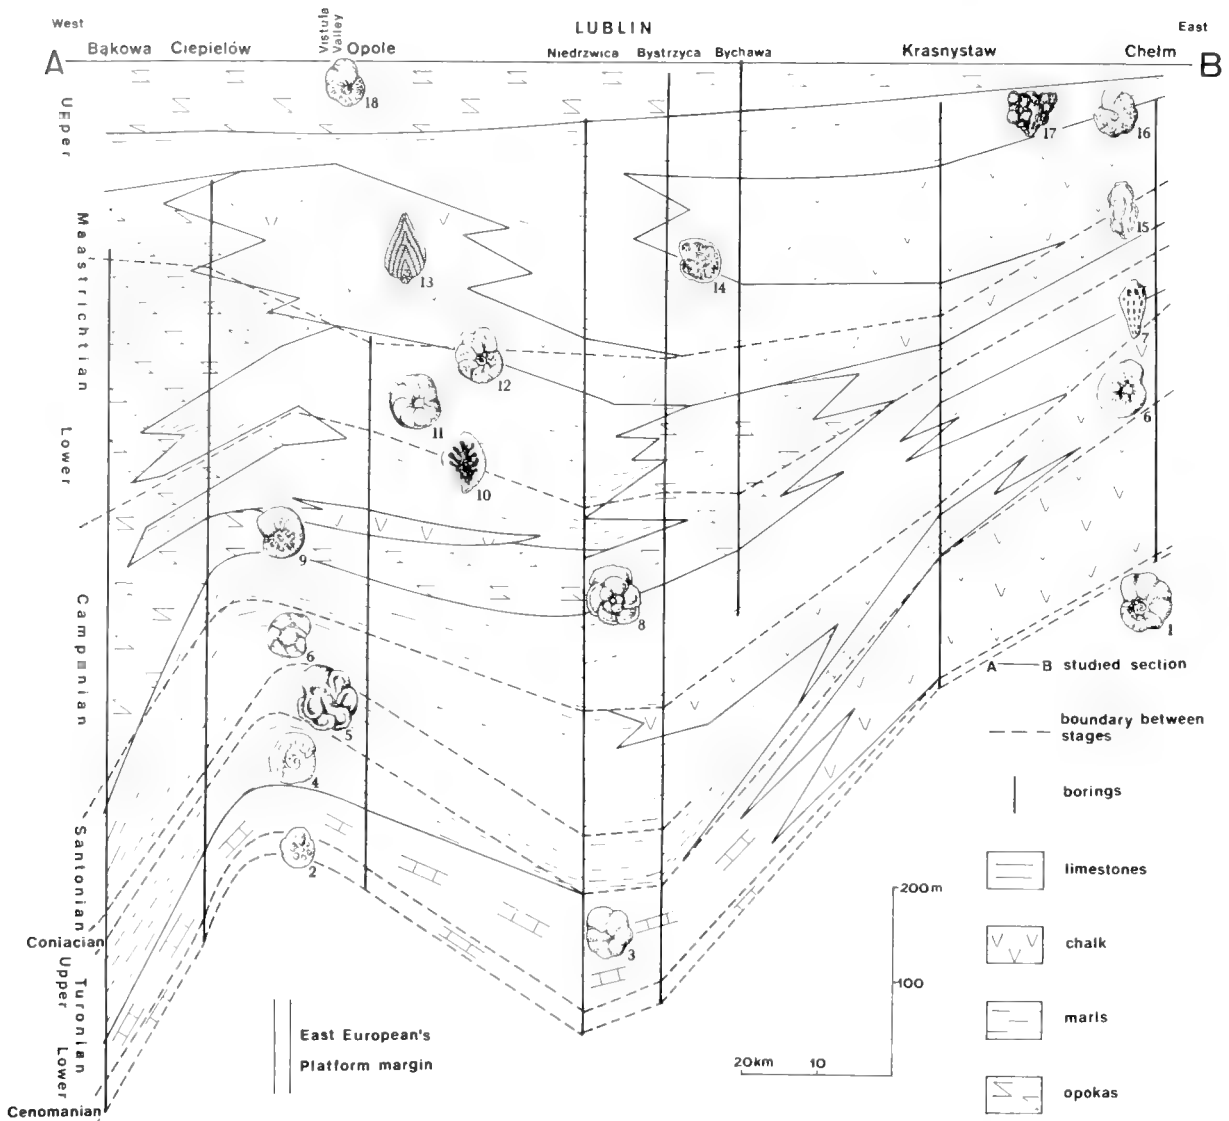 West
LUBLIN
East
Bąkowa
Ciepielów
Vistula
Valley
Opole
Niedrzwica
Bystrzyca
Bychawa
Krasnystaw
Chełm
A
B
Upper
Maastrichtian
Lower
Campanian
Santonian
Coniacian
Upper
Turonian
Lower
Cenomanian
18
17
16
15
14
13
12
11
10
9
8
7
6
6
5
4
3
2
1
A B studied section
boundary between
stages
borings
limestones
chalk
marls
opokas
200m
100
20km 10
East European's
Platform margin